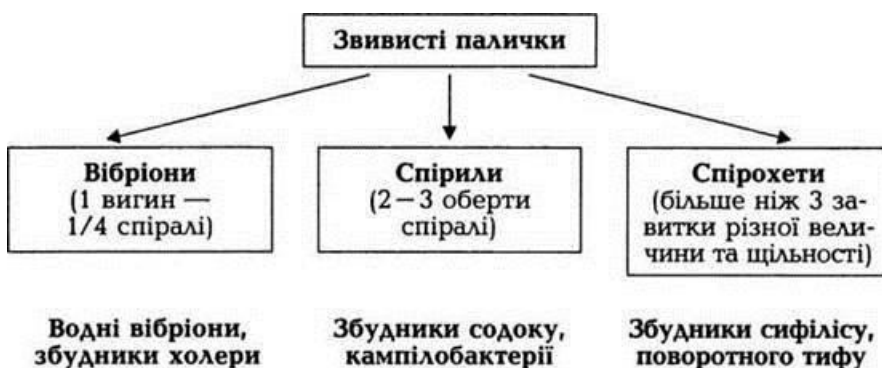 Звивисті палички
Вібріони
(1 вигин —
1/4 спіралі)
Спірили
(2 – 3 оберти
спіралі)
Спірохети
(більше ніж 3 за-
витки різної вели-
чини та щільності)
Водні вібріони,
збудники холери
Збудники содоку,
кампілобактерії
Збудники сифілісу,
поворотного тифу